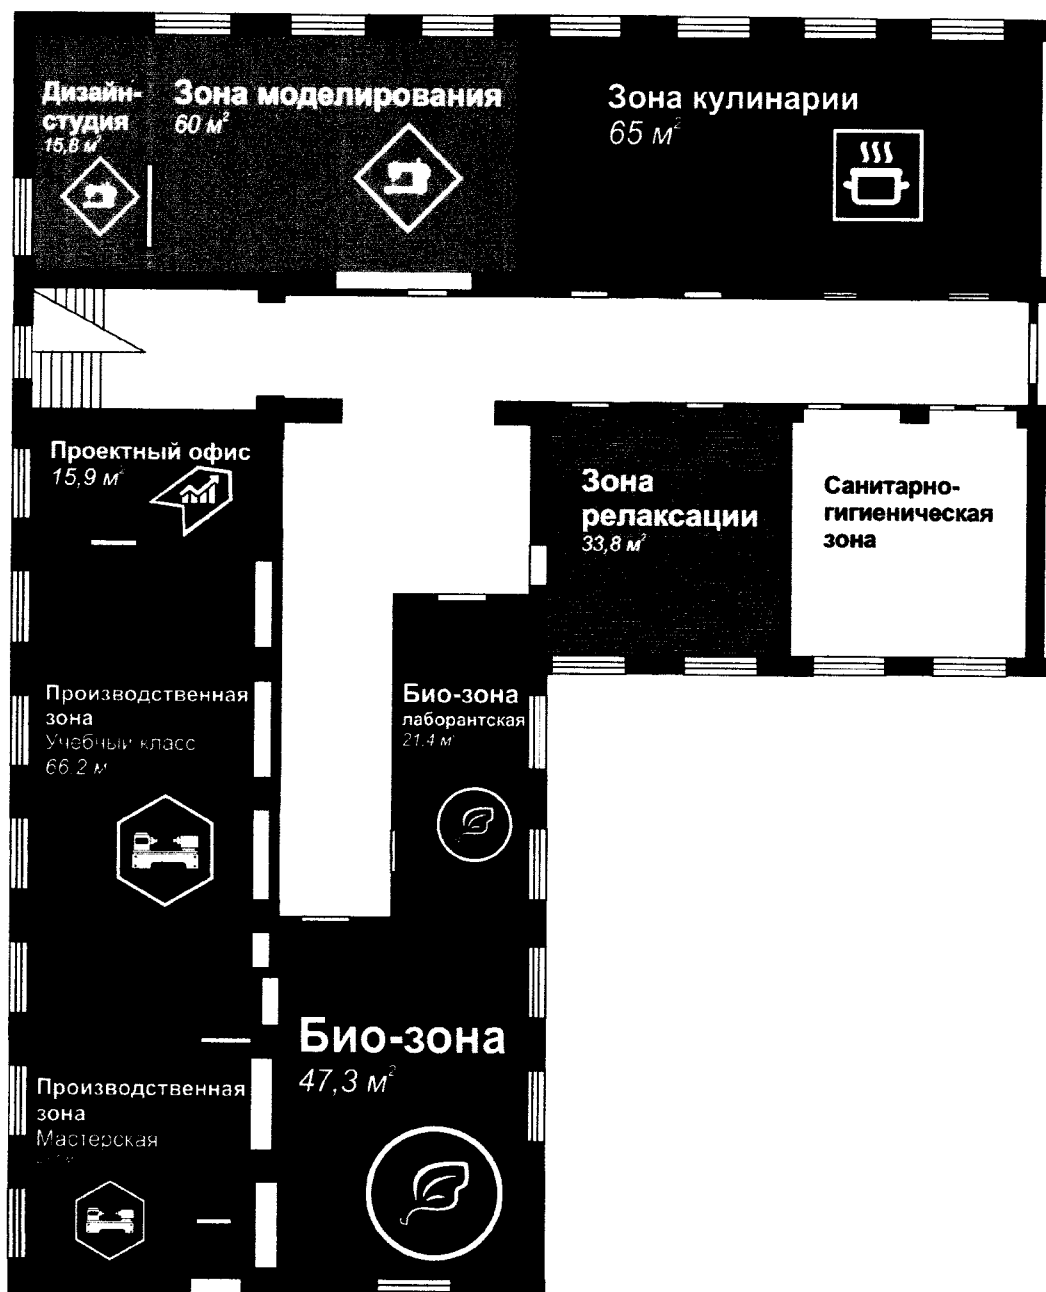 Дизайн-
студия
15,8 м²
Зона моделирования
60 м²
Зона кулинарии
65 м²
Проектный офис
15,9 м²
Зона
релаксации
33,8 м²
Санитарно-
гигиеническая
зона
Производственная
зона
Учебный класс
66.2 м
Био-зона
лаборантская
21.4 м
Био-зона
47,3 м²
Производственная
зона
Мастерская